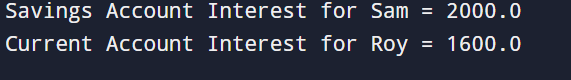 Savings Account Interest for Sam = 2000.0
Current Account Interest for Roy = 1600.0